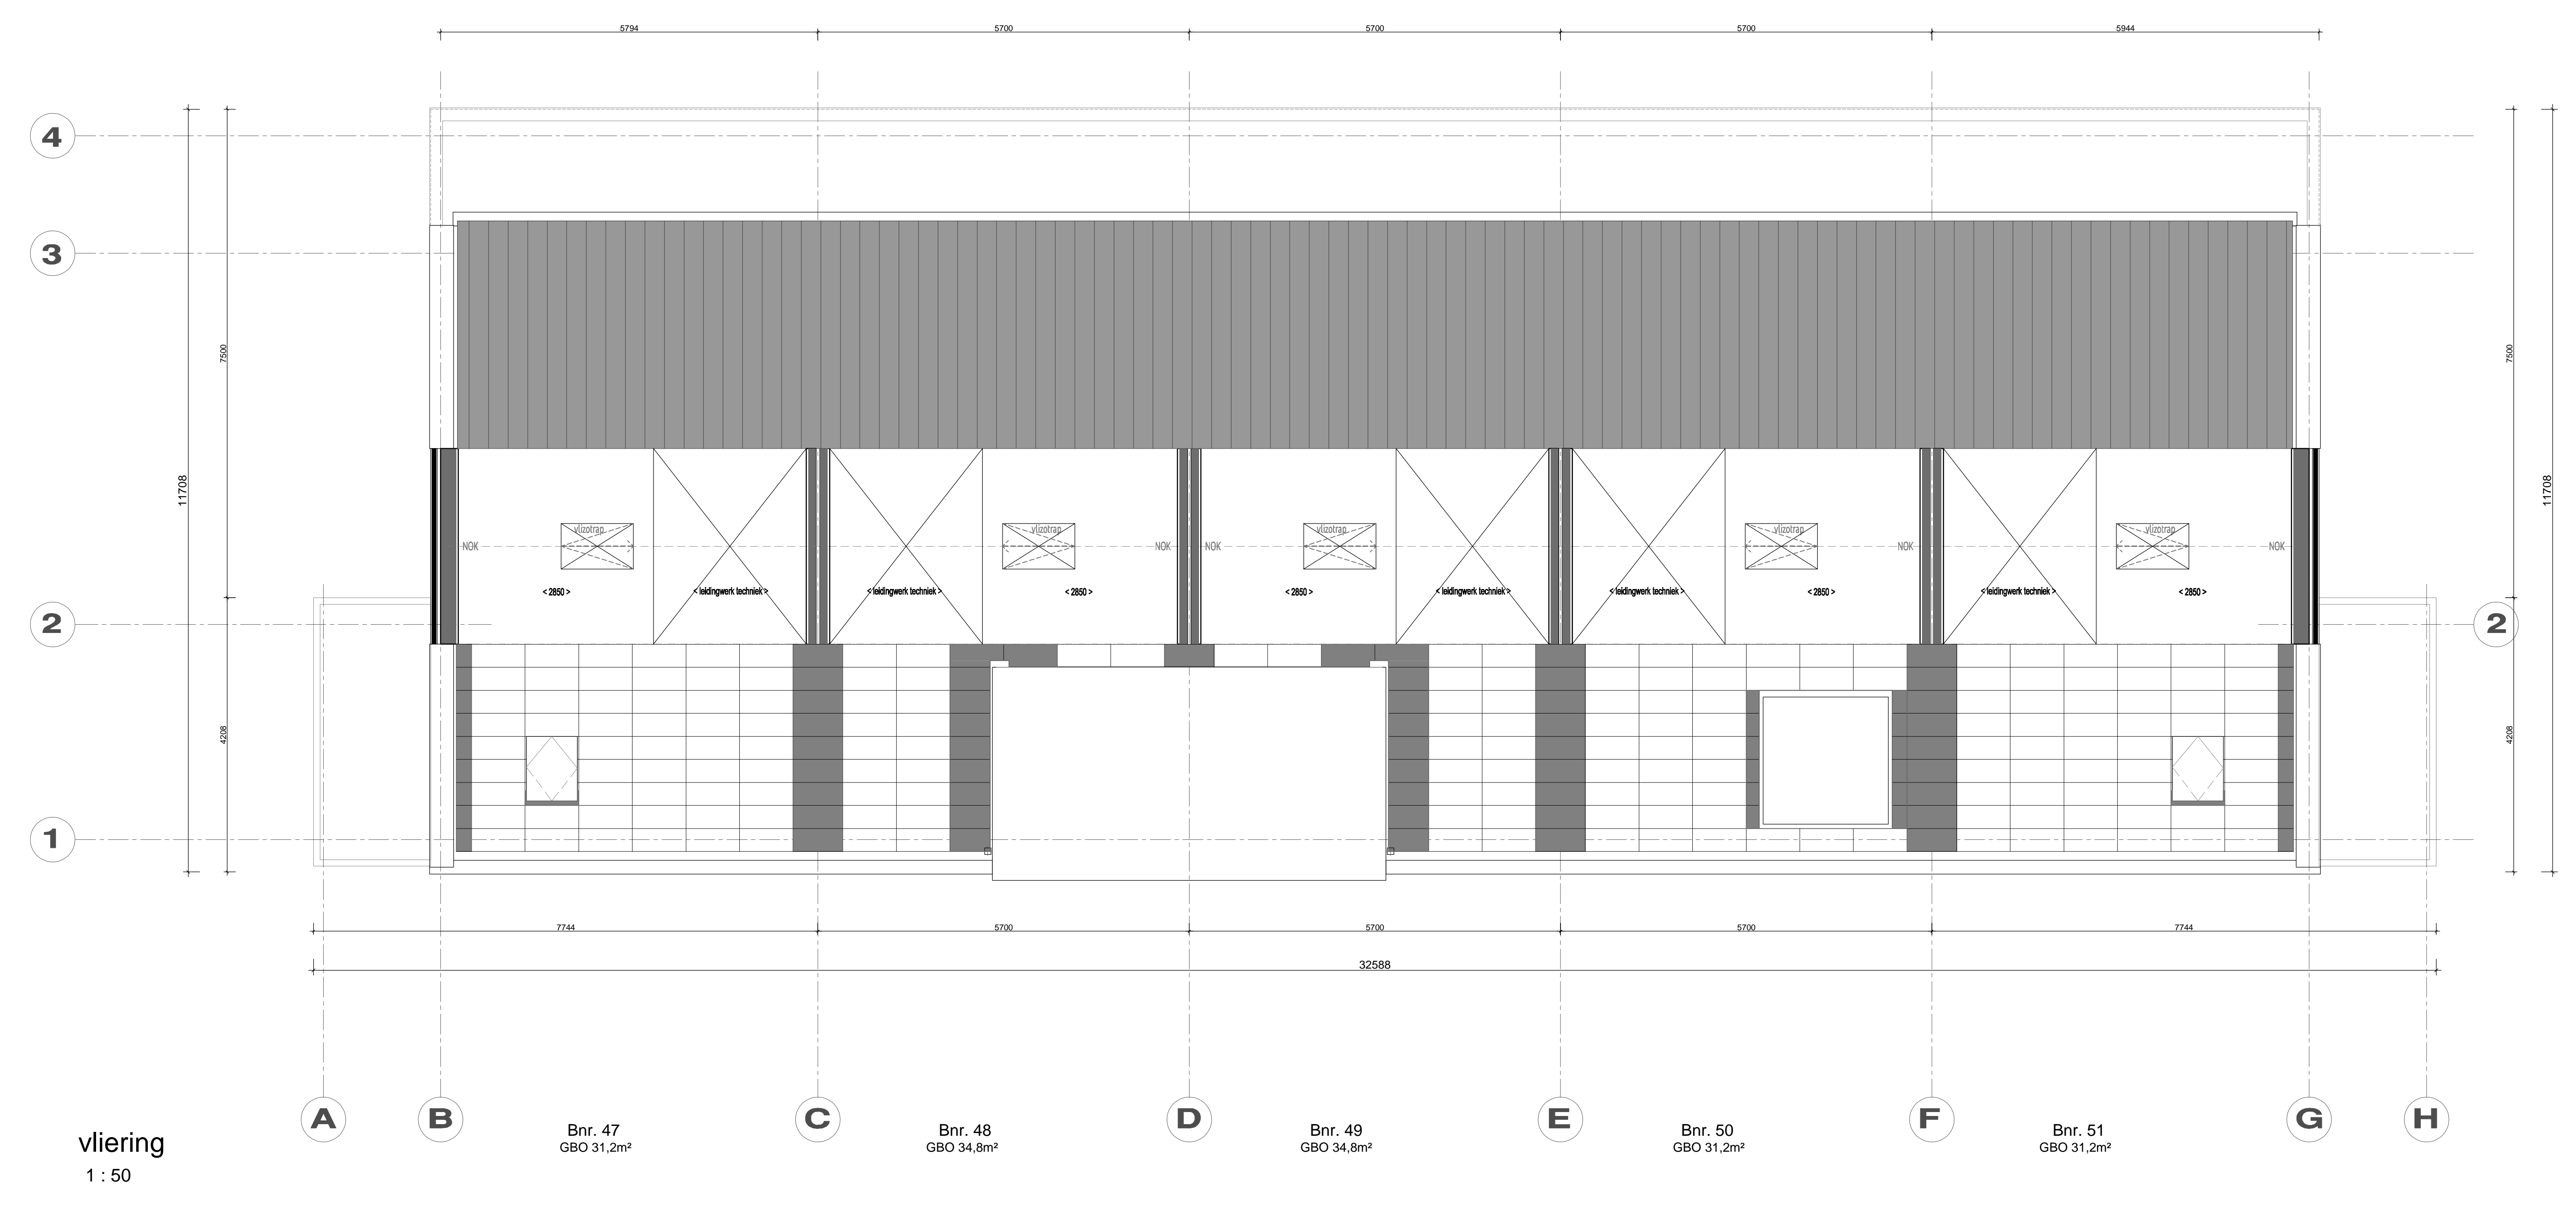 5794 5700 5700 5700 5944
4
3
7500 7500
11708 11708
vlizotrap vlizotrap vlizotrap vlizotrap vlizotrap
NOK NOK NOK NOK NOK
< 2850 > < leidingwerk techniek > < leidingwerk techniek > < 2850 > < 2850 > < leidingwerk techniek > < leidingwerk techniek > < 2850 > < leidingwerk techniek > < 2850 >
2 2
4208 4208
1
7744 5700 5700 5700 7744
32588
A B C D E F G H
Bnr. 47 Bnr. 48 Bnr. 49 Bnr. 50 Bnr. 51
GBO 31,2m² GBO 34,8m² GBO 34,8m² GBO 31,2m² GBO 31,2m²
vliering
1 : 50